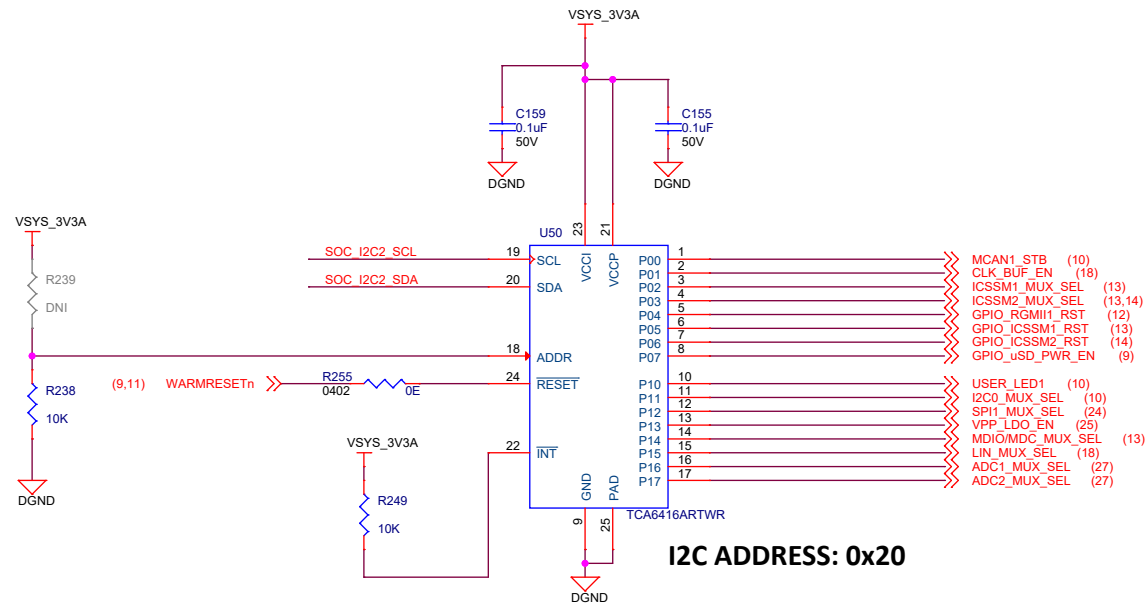 VSYS_3V3A
C159
0.1uF
50V
DGND
C155
0.1uF
50V
DGND
VSYS_3V3A
R239
DNI
R238
10K
DGND
U50
23
21
VCCI
VCCP
SOC_I2C2_SCL
19
SCL
SOC_I2C2_SDA
20
SDA
18
ADDR
(9,11) WARMRESETn
R255
0402
0E
24
RESET
VSYS_3V3A
22
INT
R249
10K
GND
PAD
9
25
DGND
TCA6416ARTWR
P00 1 MCAN1_STB (10)
P01 2 CLK_BUF_EN (18)
P02 3 ICSSM1_MUX_SEL (13)
P03 4 ICSSM2_MUX_SEL (13,14)
P04 5 GPIO_RGMII1_RST (12)
P05 6 GPIO_ICSSM1_RST (13)
P06 7 GPIO_ICSSM2_RST (14)
P07 8 GPIO_uSD_PWR_EN (9)
P10 10 USER_LED1 (10)
P11 11 I2C0_MUX_SEL (10)
P12 12 SPI1_MUX_SEL (24)
P13 13 VPP_LDO_EN (25)
P14 14 MDIO/MDC_MUX_SEL (13)
P15 15 LIN_MUX_SEL (18)
P16 16 ADC1_MUX_SEL (27)
P17 17 ADC2_MUX_SEL (27)
I2C ADDRESS: 0x20